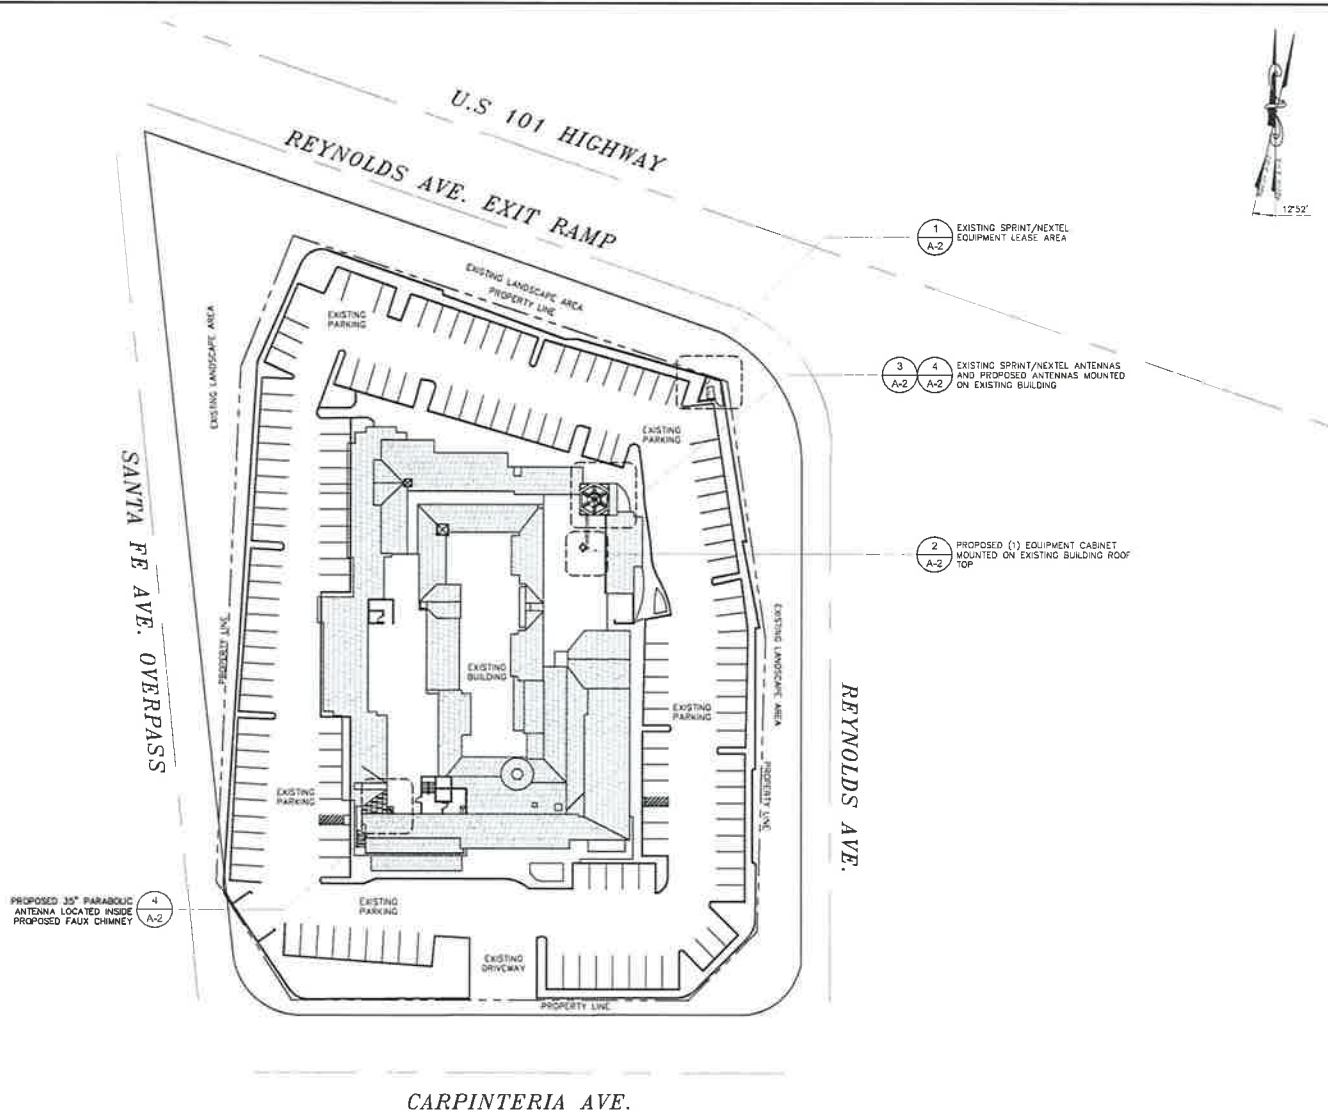 U.S 101 HIGHWAY
REYNOLDS AVE. EXIT RAMP
12°52'
1
A-2
EXISTING SPRINT/NEXTEL
EQUIPMENT LEASE AREA
EXISTING LANDSCAPE AREA
PROPERTY LINE
EXISTING LANDSCAPE AREA
EXISTING
PARKING
3
A-2
4
A-2
EXISTING SPRINT/NEXTEL ANTENNAS
AND PROPOSED ANTENNAS MOUNTED
ON EXISTING BUILDING
EXISTING
PARKING
SANTA FE AVE. OVERPASS
2
A-2
PROPOSED (1) EQUIPMENT CABINET
MOUNTED ON EXISTING BUILDING ROOF
TOP
PROPERTY LINE
EXISTING
BUILDING
EXISTING LANDSCAPE AREA
EXISTING
PARKING
REYNOLDS AVE.
PROPERTY LINE
EXISTING
PARKING
PROPOSED 35" PARABOLIC
ANTENNA LOCATED INSIDE
PROPOSED FAUX CHIMNEY
4
A-2
EXISTING
PARKING
EXISTING
DRIVEWAY
PROPERTY LINE
CARPINTERIA AVE.